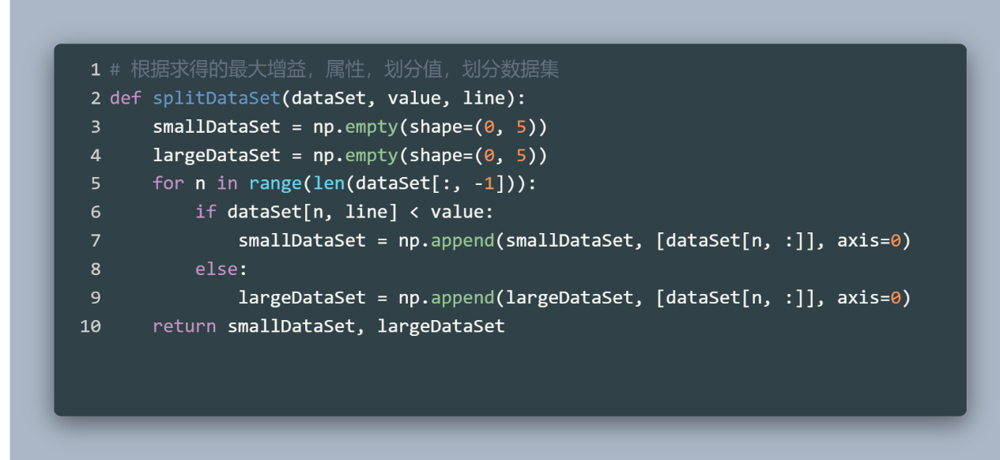 1 # 根据求得的最大增益，属性，划分值，划分数据集
2 def splitDataSet(dataSet, value, line):
3     smallDataSet = np.empty(shape=(0, 5))
4     largeDataSet = np.empty(shape=(0, 5))
5     for n in range(len(dataSet[:, -1])):
6         if dataSet[n, line] < value:
7             smallDataSet = np.append(smallDataSet, [dataSet[n, :]], axis=0)
8         else:
9             largeDataSet = np.append(largeDataSet, [dataSet[n, :]], axis=0)
10     return smallDataSet, largeDataSet